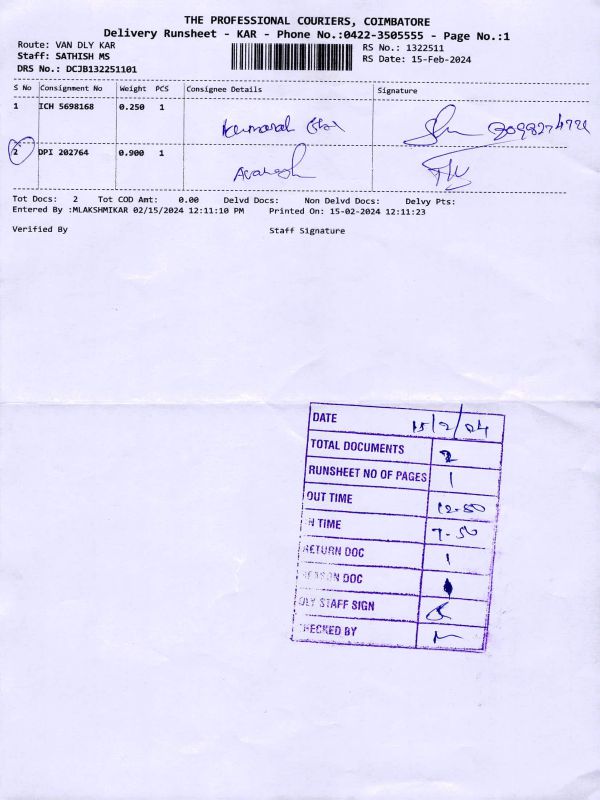 THE PROFESSIONAL COURIERS, COIMBATORE
Delivery Runsheet - KAR - Phone No.:0422-3505555 - Page No.:1
Route: VAN DLY KAR
Staff: SATHISH MS
DRS No.: DCJB132251101
RS No.: 1322511
RS Date: 15-Feb-2024
S No Consignment No Weight PCS Consignee Details Signature
1 ICH 5698168 0.250 1
2 DPI 202764 0.900 1
Tot Docs: 2 Tot COD Amt: 0.00 Delvd Docs: Non Delvd Docs: Delvy Pts:
Entered By :MLAKSHMIKAR 02/15/2024 12:11:10 PM Printed On: 15-02-2024 12:11:23
Verified By Staff Signature
DATE 15/2/24
TOTAL DOCUMENTS 2
RUNSHEET NO OF PAGES 1
OUT TIME 12-50
IN TIME 7-50
RETURN DOC 1
REASON DOC
DLY STAFF SIGN
CHECKED BY